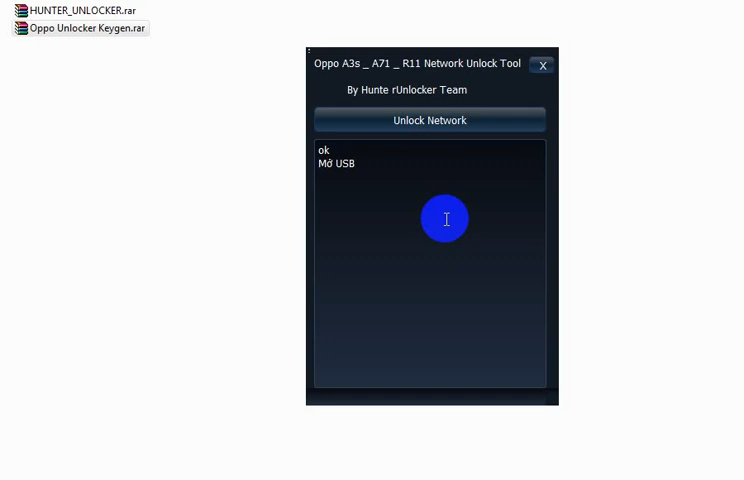 HUNTER_UNLOCKER.rar
Oppo Unlocker Keygen.rar
Oppo A3s _ A71 _ R11 Network Unlock Tool
X
By Hunte rUnlocker Team
Unlock Network
ok
Mở USB